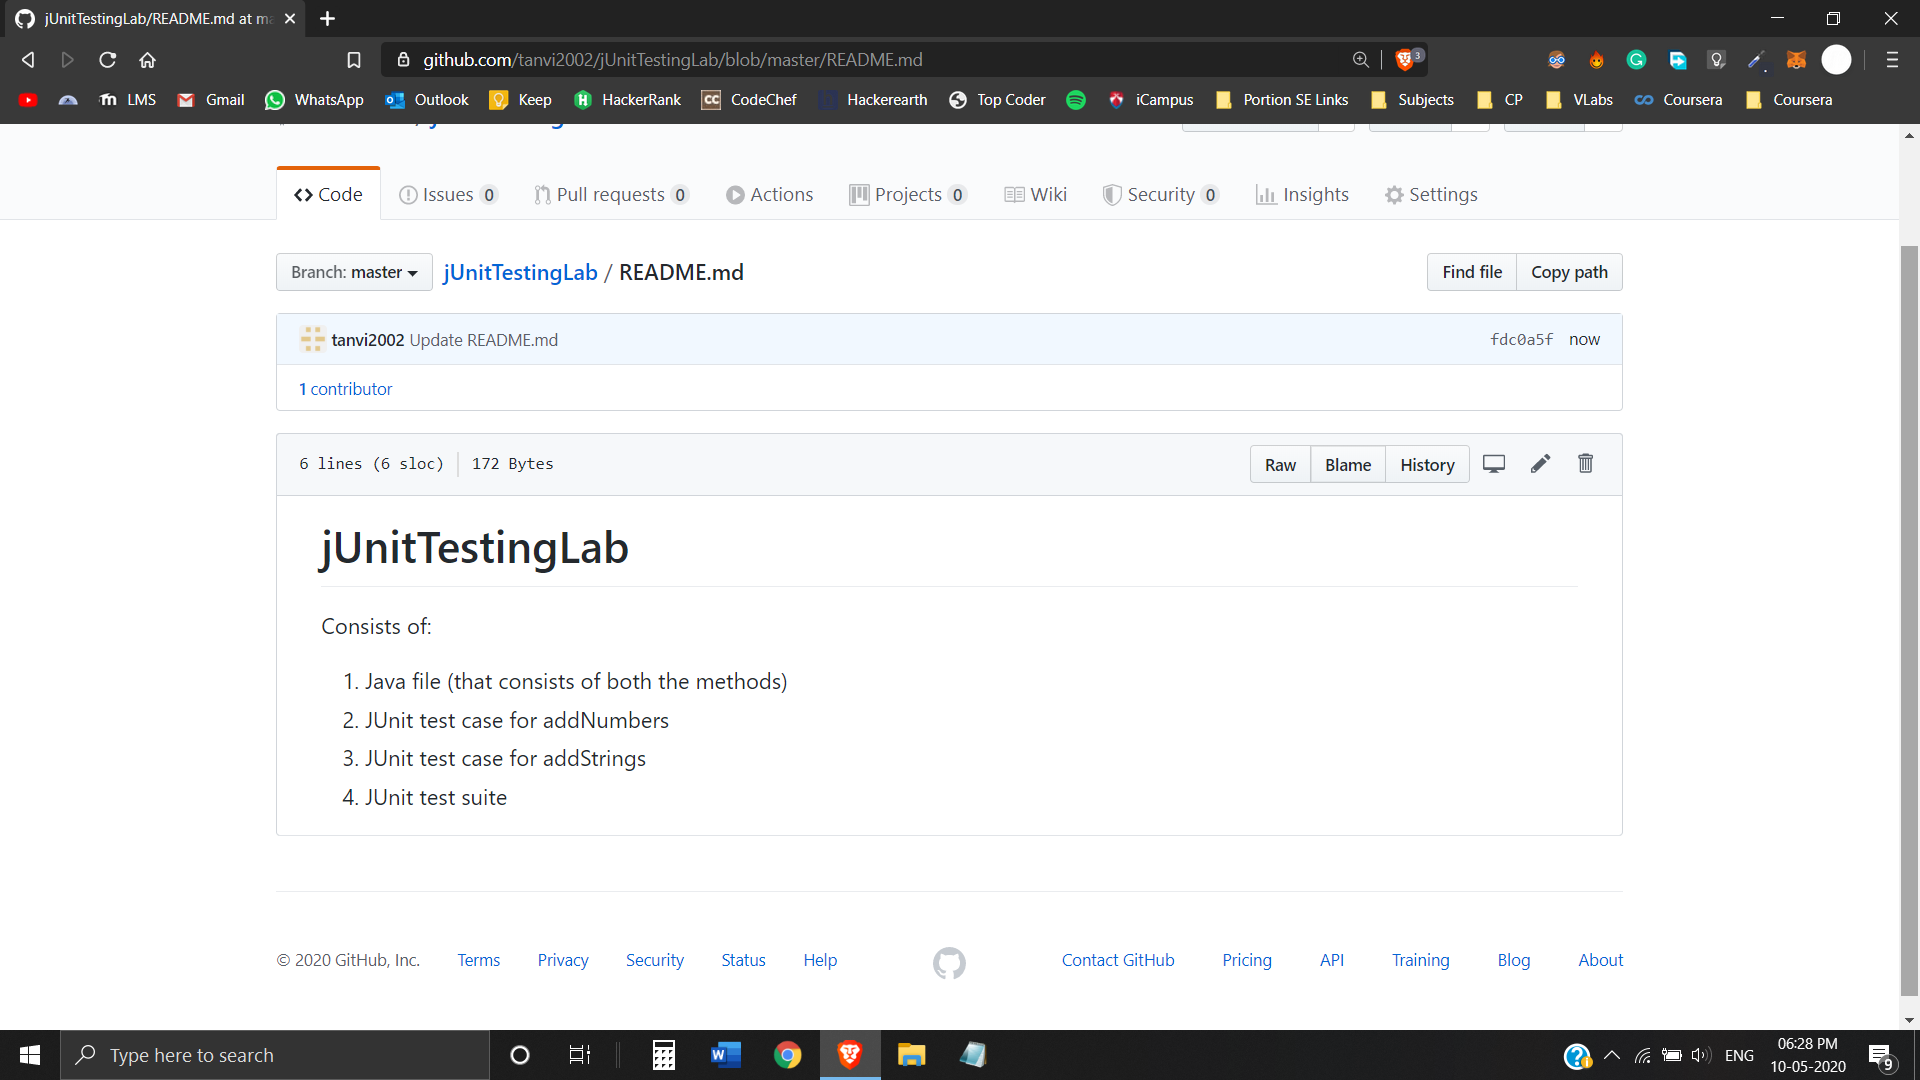 jUnitTestingLab/README.md at ma
github.com/tanvi2002/jUnitTestingLab/blob/master/README.md
3
LMS Gmail WhatsApp Outlook Keep HackerRank CodeChef Hackerearth Top Coder iCampus Portion SE Links Subjects CP VLabs Coursera Coursera
Code Issues 0 Pull requests 0 Actions Projects 0 Wiki Security 0 Insights Settings
Branch: master jUnitTestingLab / README.md Find file Copy path
tanvi2002 Update README.md fdc0a5f now
1 contributor
6 lines (6 sloc) 172 Bytes Raw Blame History
jUnitTestingLab
Consists of:
1. Java file (that consists of both the methods)
2. JUnit test case for addNumbers
3. JUnit test case for addStrings
4. JUnit test suite
© 2020 GitHub, Inc. Terms Privacy Security Status Help Contact GitHub Pricing API Training Blog About
Type here to search
ENG
06:28 PM
10-05-2020
9